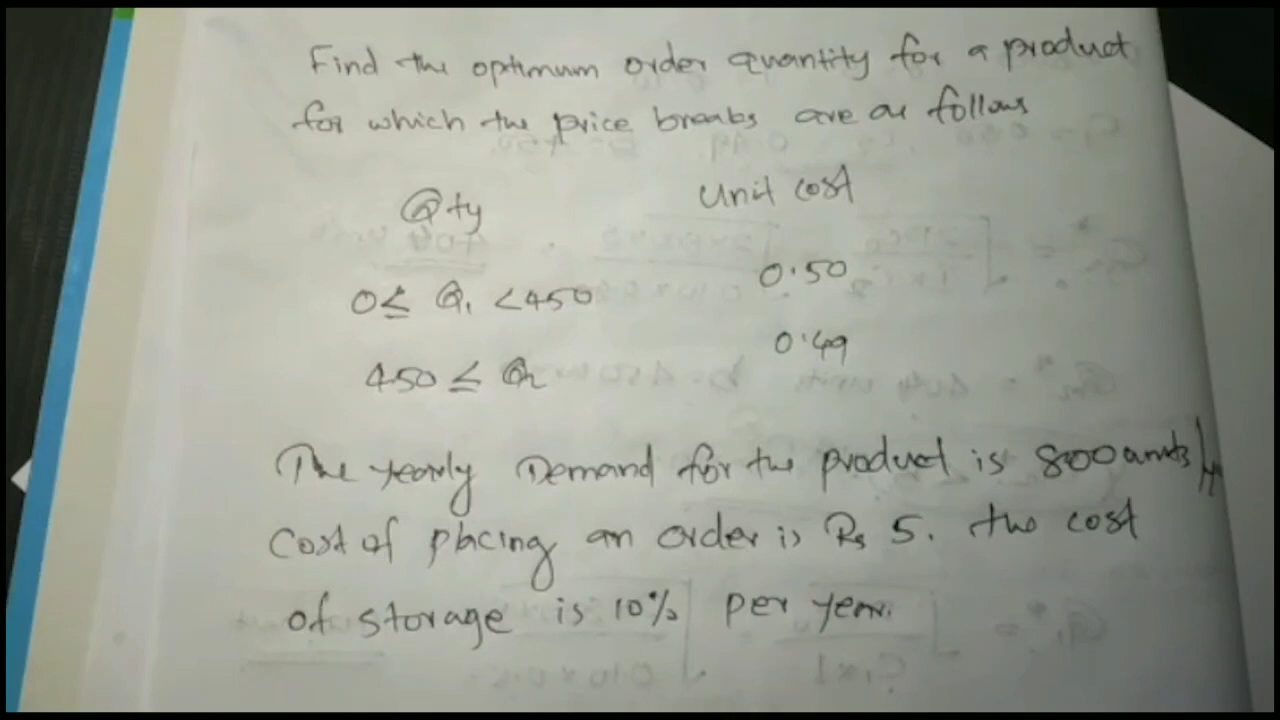 Find the optimum order quantity for a product
for which the price breaks are as follows
Qty Unit cost
0 ≤ Q₁ < 450 0.50
450 ≤ Q₂ 0.49
The yearly Demand for the product is 800 units/yr
Cost of placing an order is Rs 5. the cost
of storage is 10% per year.